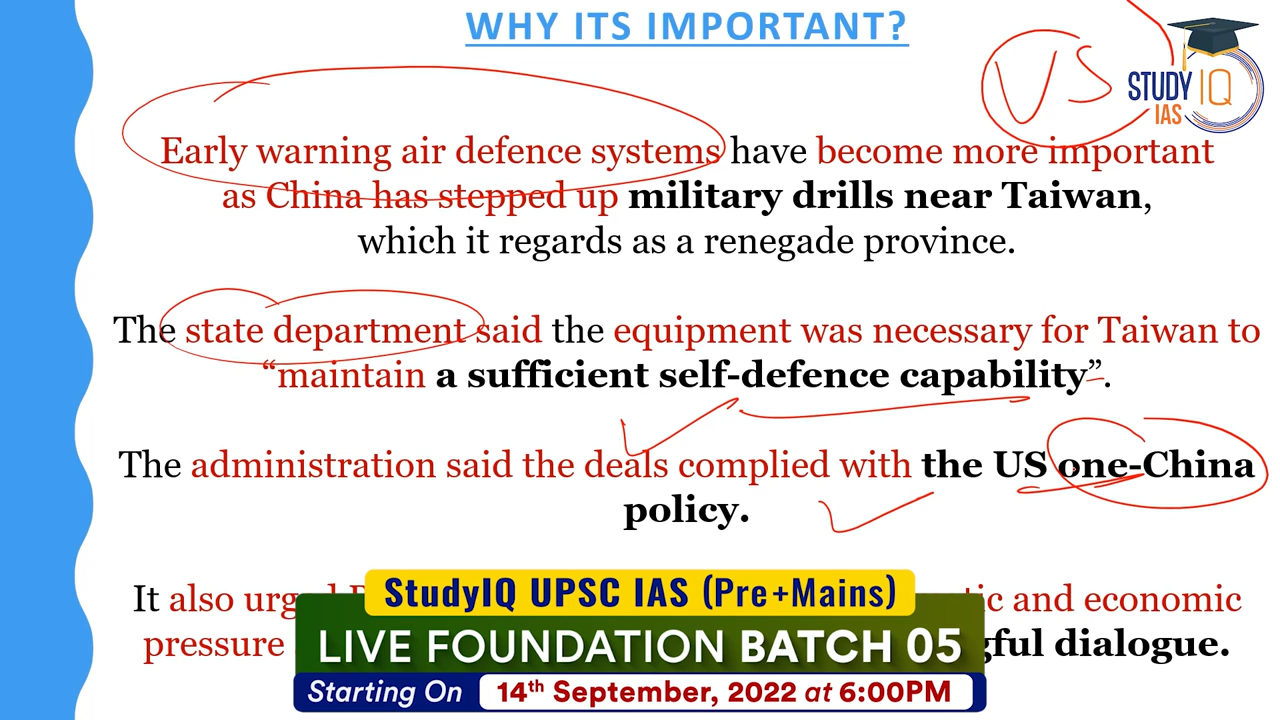 WHY ITS IMPORTANT?
VS
STUDY IQ
IAS
Early warning air defence systems have become more important
as China has stepped up military drills near Taiwan,
which it regards as a renegade province.
The state department said the equipment was necessary for Taiwan to
“maintain a sufficient self-defence capability”.
The administration said the deals complied with the US one-China
policy.
It also urged and economic
pressure dialogue.
StudyIQ UPSC IAS (Pre+Mains)
LIVE FOUNDATION BATCH 05
Starting On 14th September, 2022 at 6:00PM